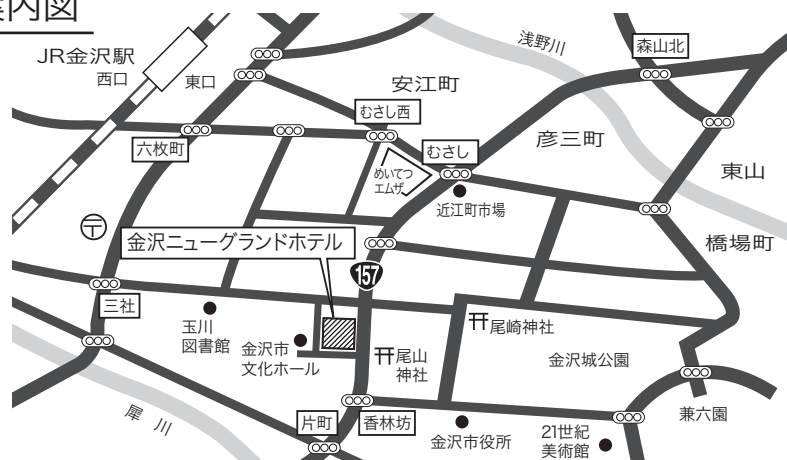 案内図
JR金沢駅
西口
東口
浅野川
森山北
安江町
むさし西
六枚町
むさし
彦三町
めいてつ
エムザ
東山
近江町市場
〒
金沢ニューグランドホテル
橋場町
157
三社
玉川
図書館
金沢市
文化ホール
尾山
神社
尾崎神社
金沢城公園
犀川
片町
香林坊
金沢市役所
21世紀
美術館
兼六園